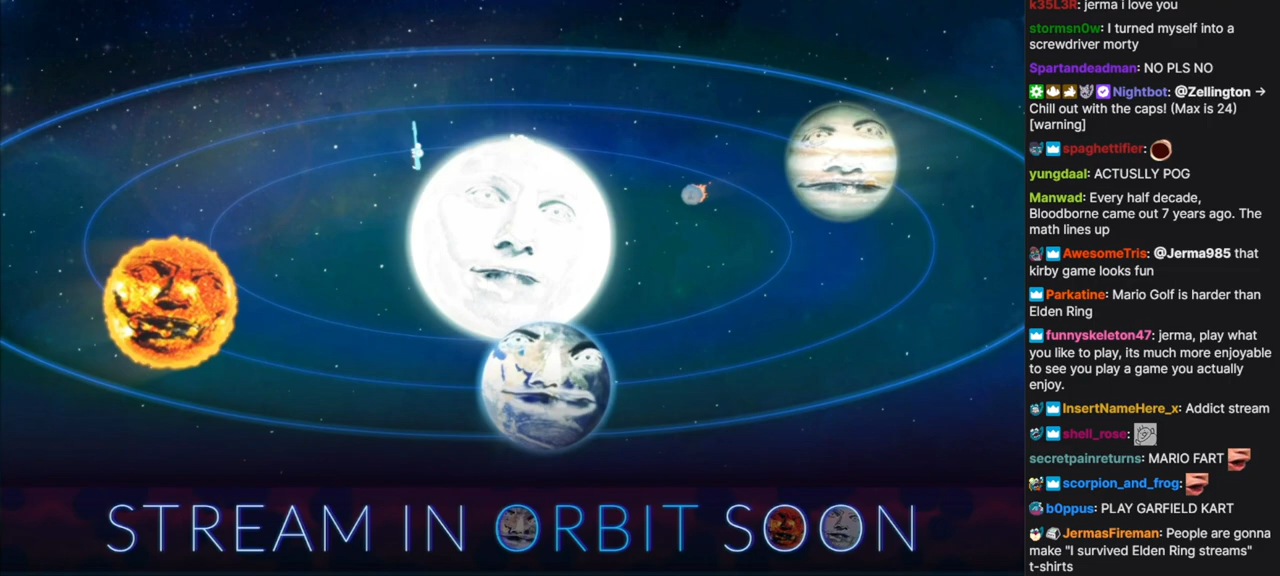 STREAM IN ORBIT SOON
k35L3R: jerma i love you
stormsn0w: I turned myself into a
screwdriver morty
Spartandeadman: NO PLS NO
Nightbot: @Zellington →
Chill out with the caps! (Max is 24)
[warning]
spaghettifier:
yungdaal: ACTUSLLY POG
Manwad: Every half decade,
Bloodborne came out 7 years ago. The
math lines up
AwesomeTris: @Jerma985 that
kirby game looks fun
Parkatine: Mario Golf is harder than
Elden Ring
funnyskeleton47: jerma, play what
you like to play, its much more enjoyable
to see you play a game you actually
enjoy.
InsertNameHere_x: Addict stream
shell_rose:
secretpainreturns: MARIO FART
scorpion_and_frog:
b0ppus: PLAY GARFIELD KART
JermasFireman: People are gonna
make "I survived Elden Ring streams"
t-shirts